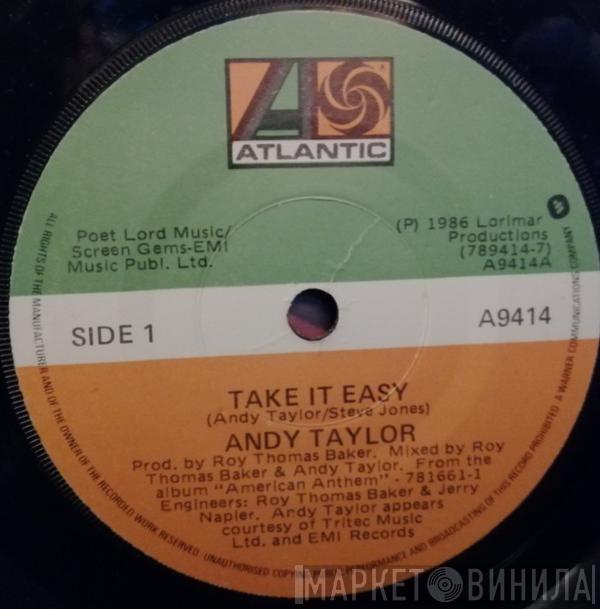 ATLANTIC
Poet Lord Music/
Screen Gems-EMI
Music Publ. Ltd.
(P) 1986 Lorimar
Productions
(789414-7)
A9414A
SIDE 1
A9414
TAKE IT EASY
(Andy Taylor/Steve Jones)
ANDY TAYLOR
Prod. by Roy Thomas Baker. Mixed by Roy
Thomas Baker & Andy Taylor. From the
album "American Anthem" - 781661-1
Engineers: Roy Thomas Baker & Jerry
Napier. Andy Taylor appears
courtesy of Tritec Music
Ltd. and EMI Records
ALL RIGHTS OF THE MANUFACTURER AND OF THE OWNER OF THE RECORDED WORK RESERVED. UNAUTHORISED PERFORMANCE AND BROADCASTING OF THIS RECORD PROHIBITED. A WARNER COMMUNICATIONS COMPANY
МАРКЕТ ВИНИЛА